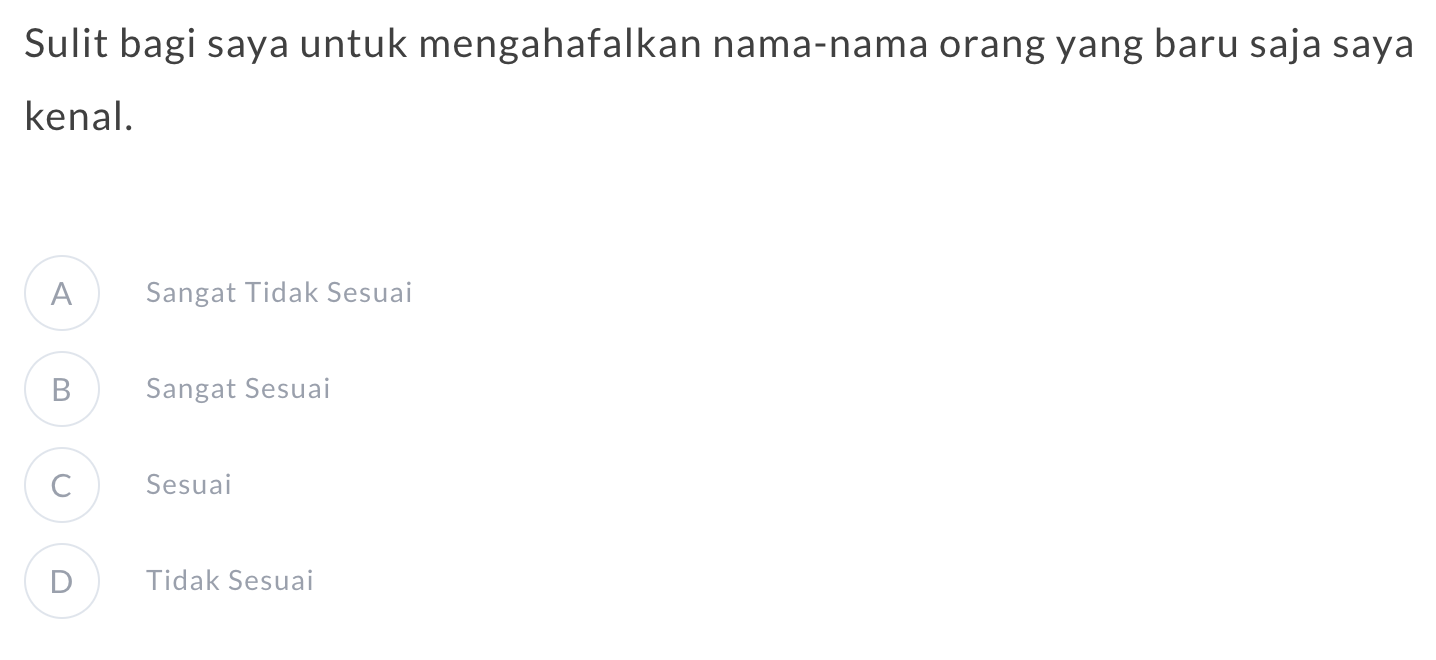 Sulit bagi saya untuk mengahafalkan nama-nama orang yang baru saja saya
kenal.
A Sangat Tidak Sesuai
B Sangat Sesuai
C Sesuai
D Tidak Sesuai